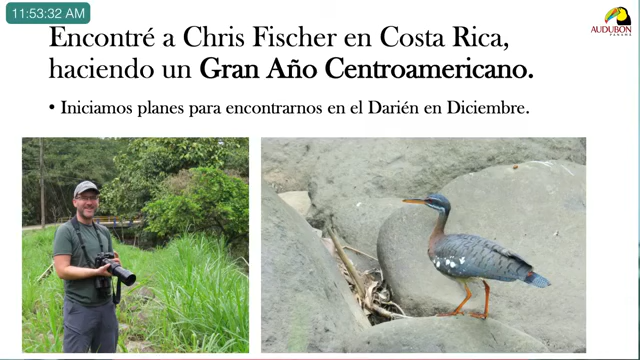 11:53:32 AM
AUDUBON
PANAMÁ
Encontré a Chris Fischer en Costa Rica,
haciendo un Gran Año Centroamericano.
• Iniciamos planes para encontrarnos en el Darién en Diciembre.